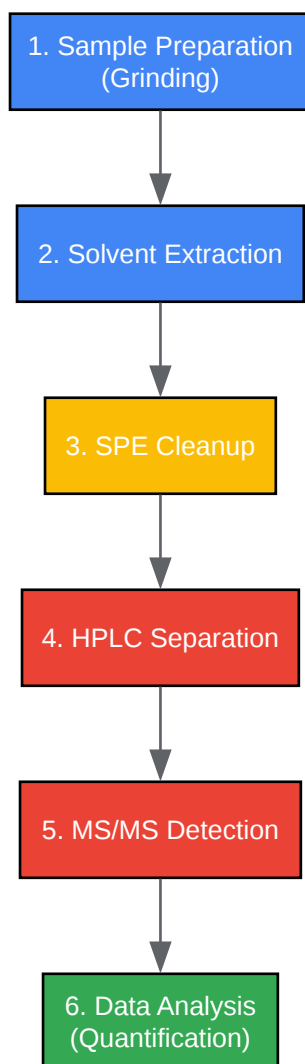 1. Sample Preparation
(Grinding)
2. Solvent Extraction
3. SPE Cleanup
4. HPLC Separation
5. MS/MS Detection
6. Data Analysis
(Quantification)